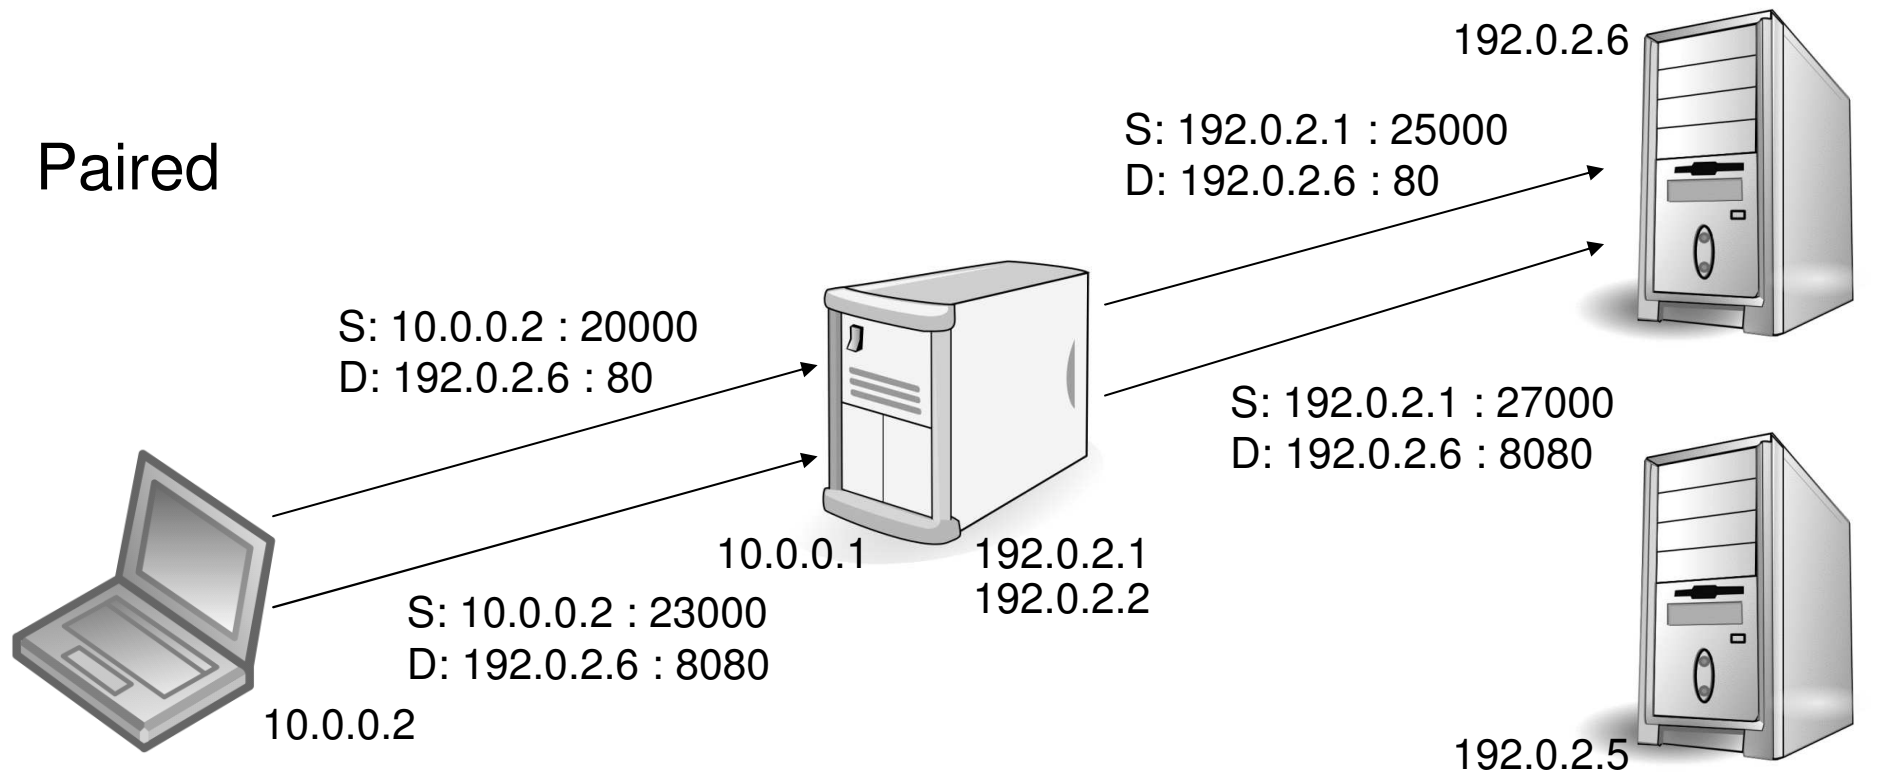 192.0.2.6
S: 192.0.2.1 : 25000
D: 192.0.2.6 : 80
Paired
S: 10.0.0.2 : 20000
D: 192.0.2.6 : 80
S: 192.0.2.1 : 27000
D: 192.0.2.6 : 8080
10.0.0.1
192.0.2.1
192.0.2.2
S: 10.0.0.2 : 23000
D: 192.0.2.6 : 8080
10.0.0.2
192.0.2.5